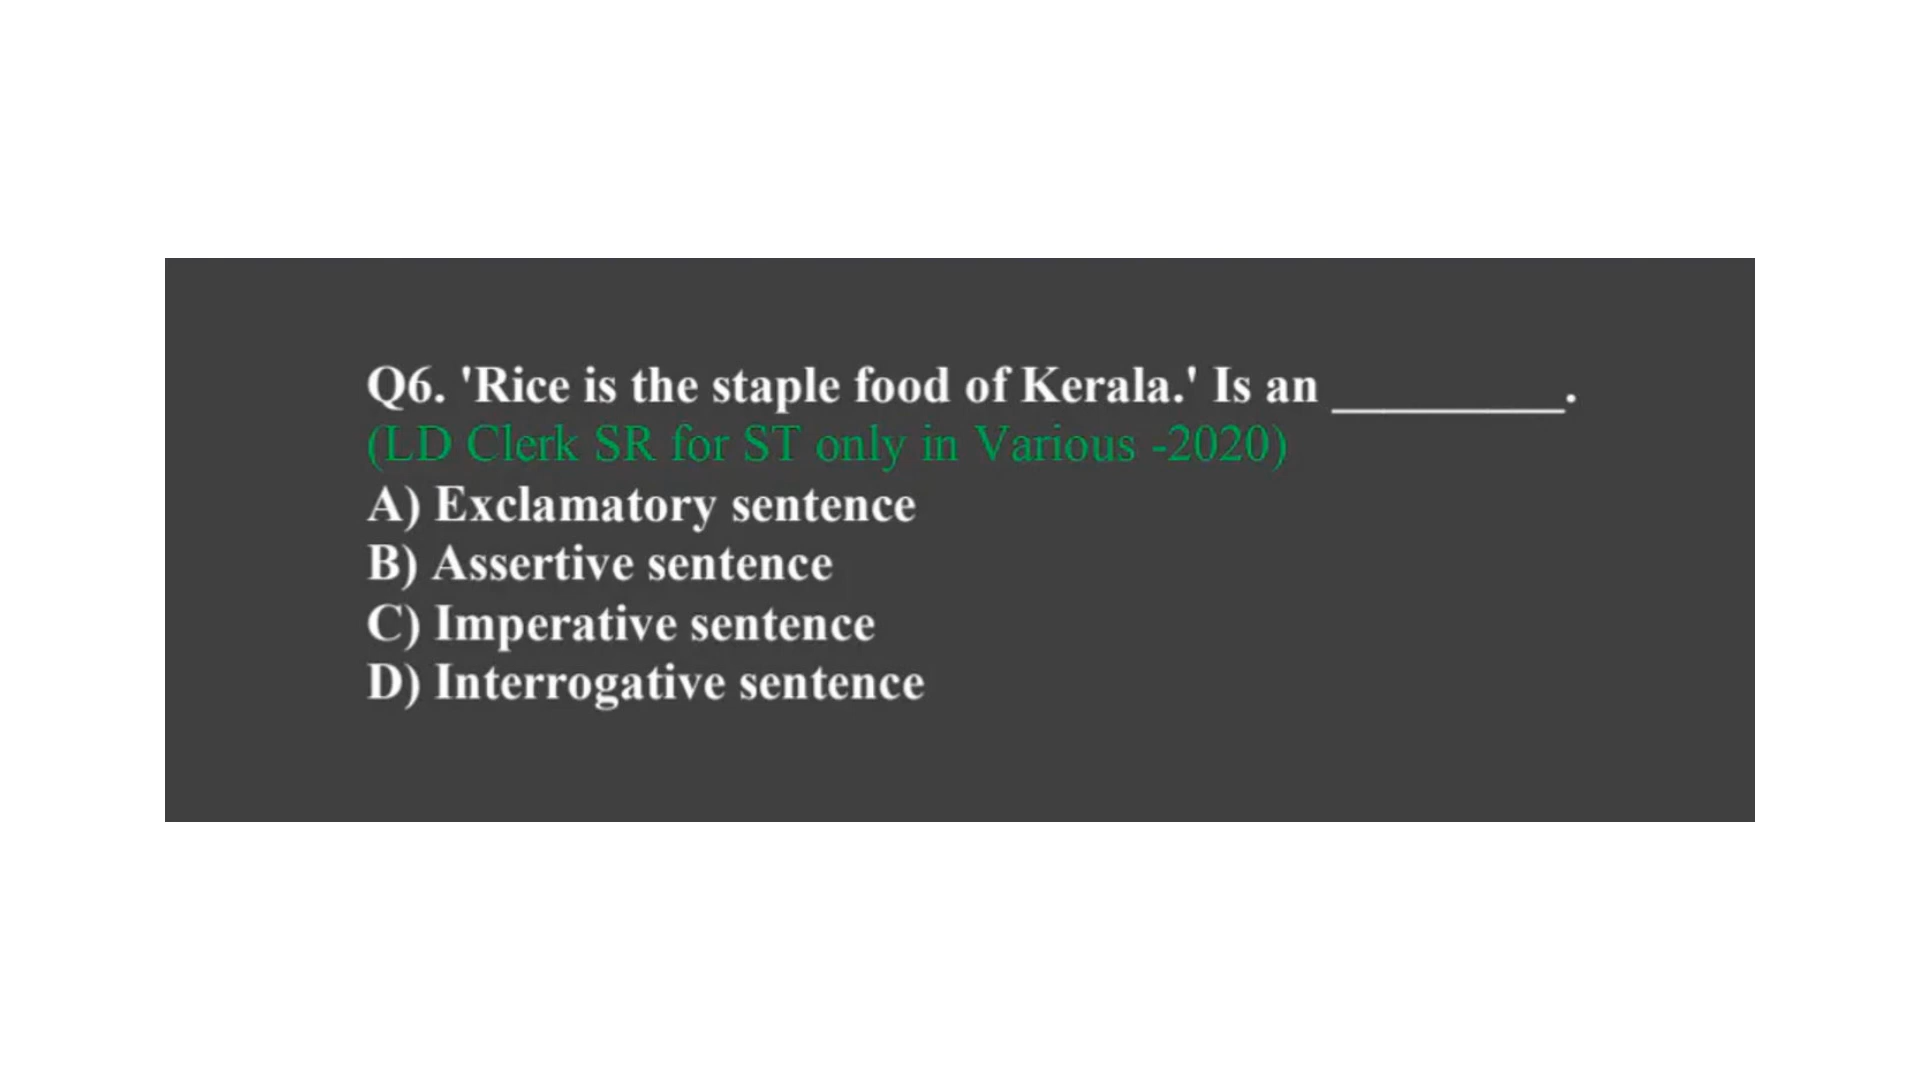 Q6. 'Rice is the staple food of Kerala.' Is an _________.
(LD Clerk SR for ST only in Various -2020)
A) Exclamatory sentence
B) Assertive sentence
C) Imperative sentence
D) Interrogative sentence